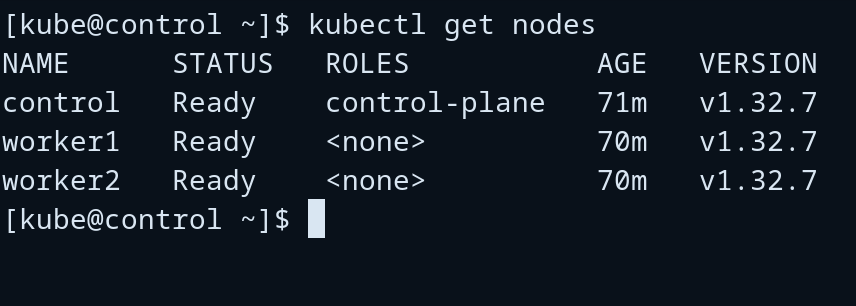 [kube@control ~]$ kubectl get nodes
NAME      STATUS   ROLES           AGE   VERSION
control   Ready    control-plane   71m   v1.32.7
worker1   Ready    <none>          70m   v1.32.7
worker2   Ready    <none>          70m   v1.32.7
[kube@control ~]$